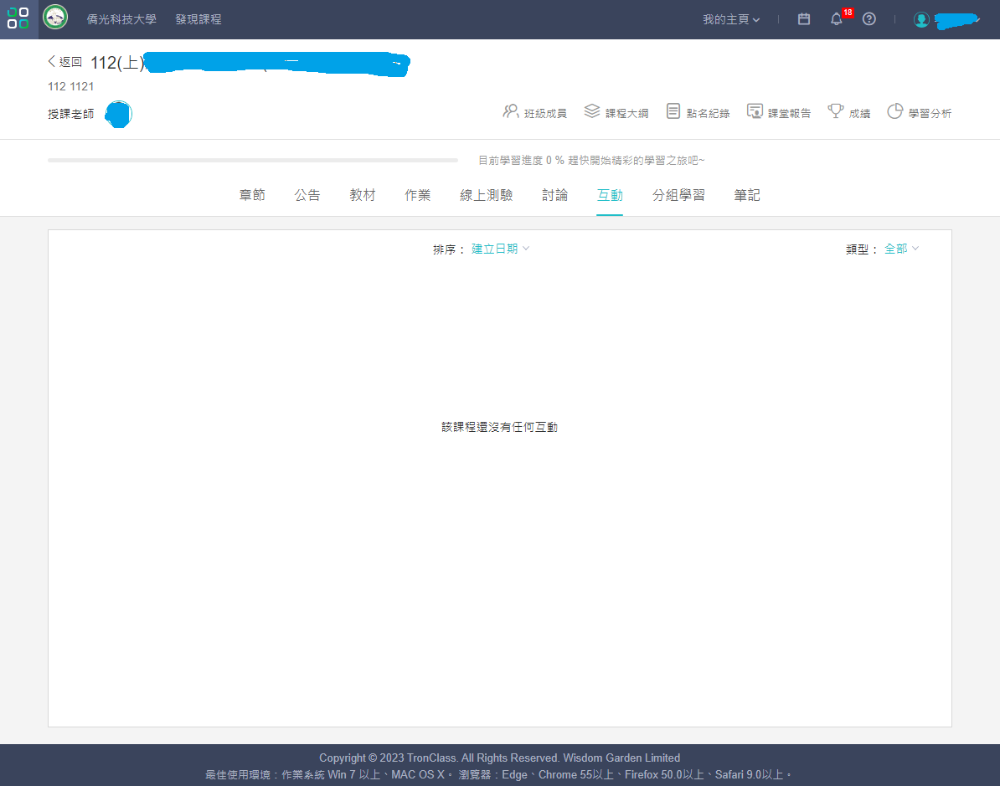 僑光科技大學 發現課程 我的主頁 18
返回 112(上)
112 1121
授課老師
班級成員 課程大綱 點名紀錄 課堂報告 成績 學習分析
目前學習進度 0 % 趕快開始精彩的學習之旅吧~
章節 公告 教材 作業 線上測驗 討論 互動 分組學習 筆記
排序： 建立日期 類型： 全部
該課程還沒有任何互動
Copyright © 2023 TronClass. All Rights Reserved. Wisdom Garden Limited
最佳使用環境：作業系統 Win 7 以上、MAC OS X。 瀏覽器：Edge、Chrome 55以上、Firefox 50.0以上、Safari 9.0以上。